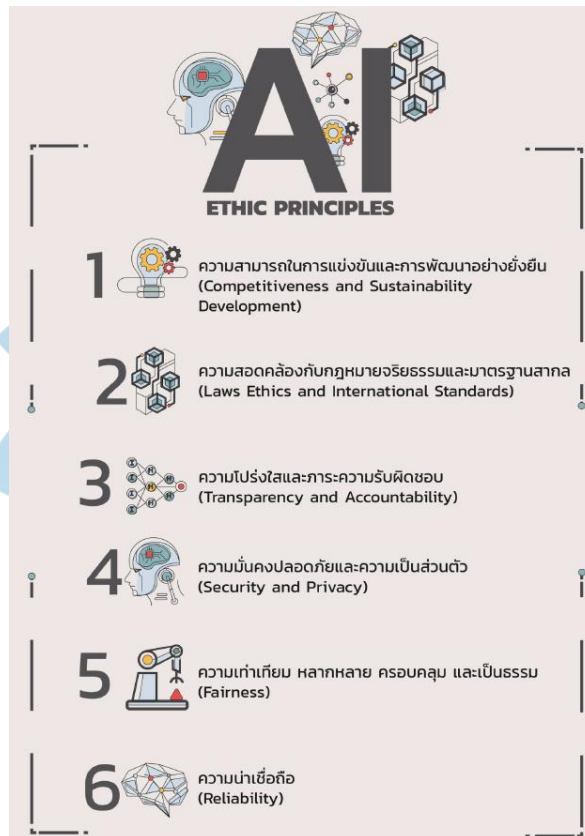 AI
ETHIC PRINCIPLES
1
ความสามารถในการแข่งขันและการพัฒนาอย่างยั่งยืน
(Competitiveness and Sustainability
Development)
2
ความสอดคล้องกับกฎหมายจริยธรรมและมาตรฐานสากล
(Laws Ethics and International Standards)
3
ความโปร่งใสและภาระความรับผิดชอบ
(Transparency and Accountability)
4
ความมั่นคงปลอดภัยและความเป็นส่วนตัว
(Security and Privacy)
5
ความเท่าเทียม หลากหลาย ครอบคลุม และเป็นธรรม
(Fairness)
6
ความน่าเชื่อถือ
(Reliability)